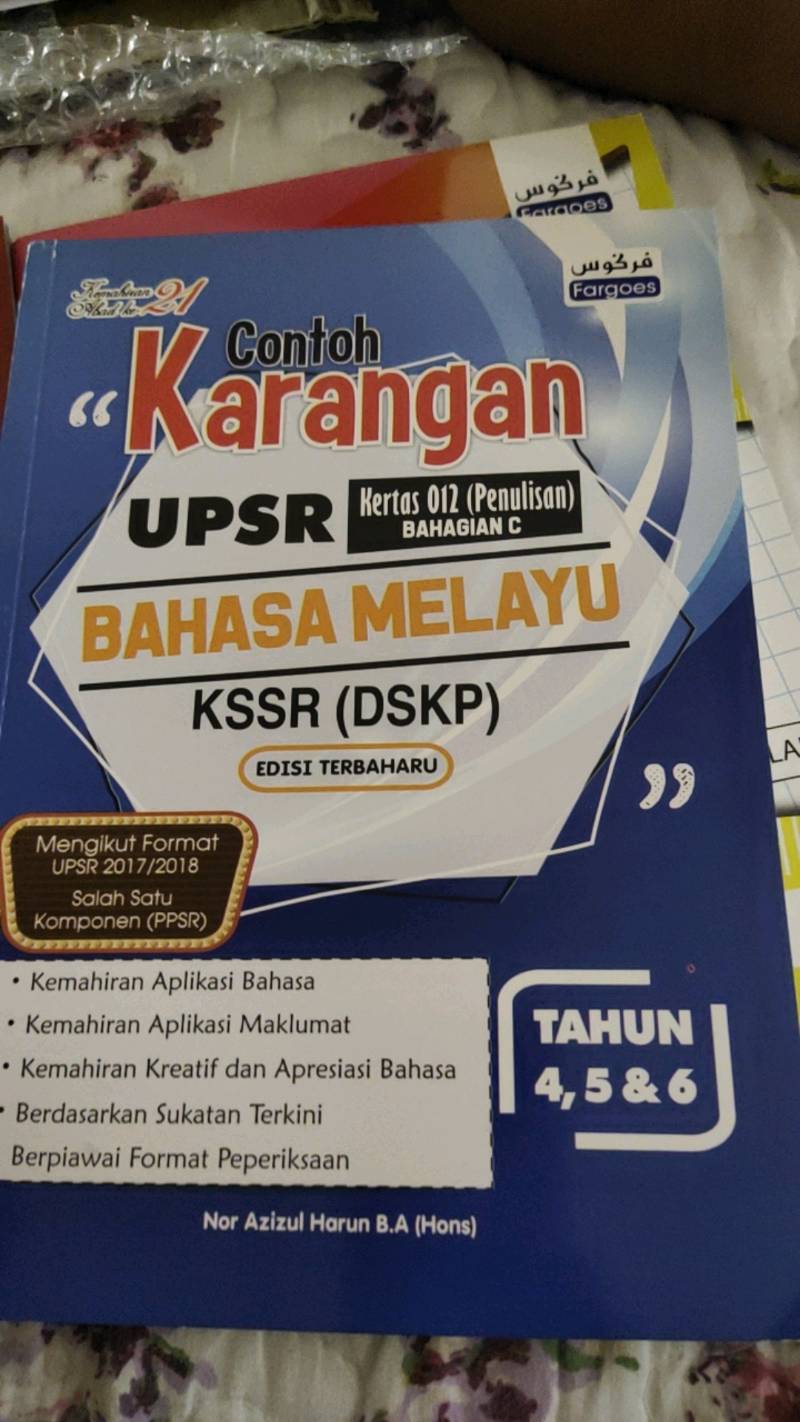 فرگوس
Fargoes
فرگوس
Fargoes
Kemahiran
Abad ke 21
Contoh
"Karangan
UPSR Kertas 012 (Penulisan)
BAHAGIAN C
BAHASA MELAYU
KSSR (DSKP)
EDISI TERBAHARU
"
Mengikut Format
UPSR 2017/2018
Salah Satu
Komponen (PPSR)
• Kemahiran Aplikasi Bahasa
• Kemahiran Aplikasi Maklumat
• Kemahiran Kreatif dan Apresiasi Bahasa
• Berdasarkan Sukatan Terkini
Berpiawai Format Peperiksaan
TAHUN
4, 5 & 6
Nor Azizul Harun B.A (Hons)